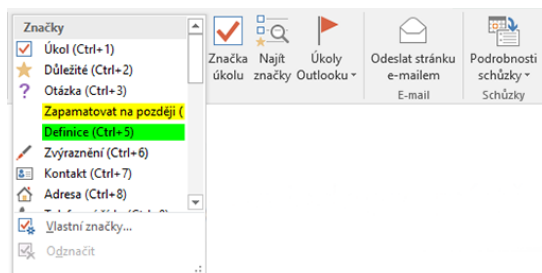 Značky
Úkol (Ctrl+1)
Důležité (Ctrl+2)
Otázka (Ctrl+3)
Zapamatovat na později (
Definice (Ctrl+5)
Zvýraznění (Ctrl+6)
Kontakt (Ctrl+7)
Adresa (Ctrl+8)
Vlastní značky...
Odznačit
Značka
úkolu
Najít
značky
Úkoly
Outlooku
Odeslat stránku
e-mailem
E-mail
Podrobnosti
schůzky
Schůzky